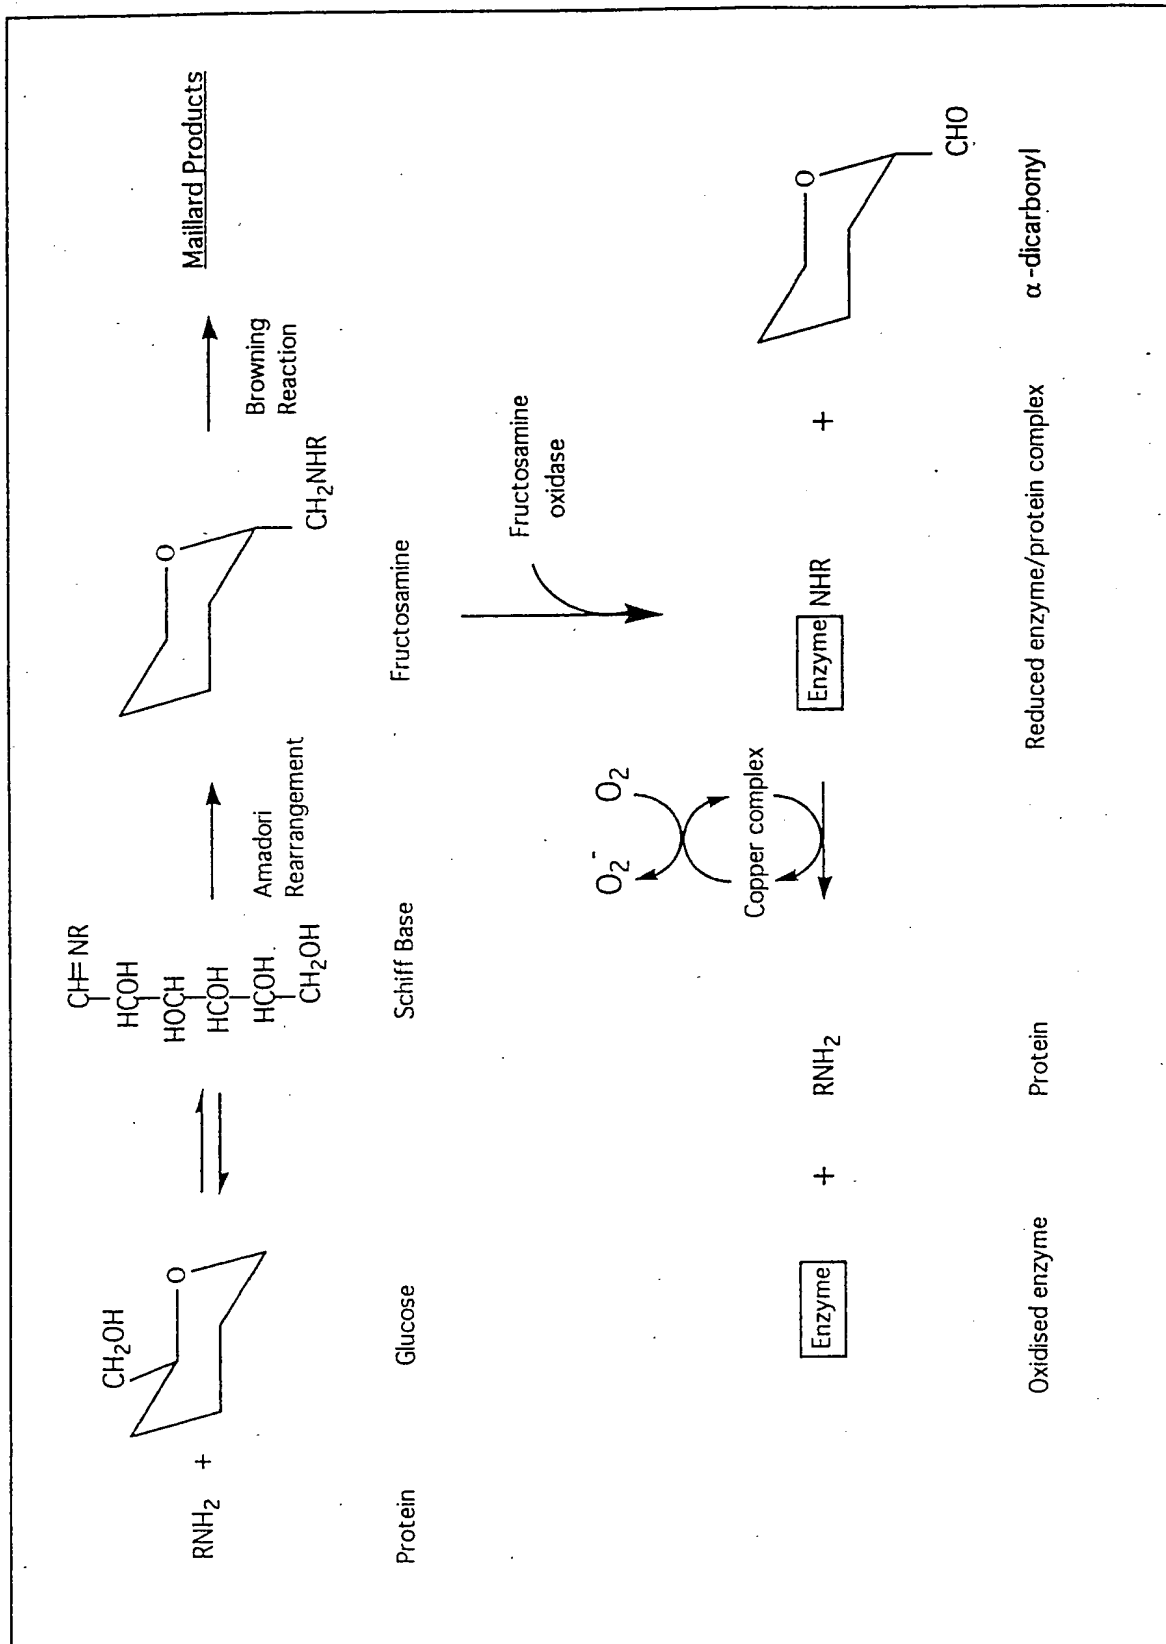 RNH2 +
CH2OH
O
CH=NR
HCOH
HOCH
HCOH
HCOH
CH2OH
Amadori
Rearrangement
O
CH2NHR
Browning
Reaction
Maillard Products
Protein
Glucose
Schiff Base
Fructosamine
Fructosamine
oxidase
O2- O2
Copper complex
Enzyme + RNH2
Enzyme NHR +
O
CHO
Oxidised enzyme
Protein
Reduced enzyme/protein complex
α-dicarbonyl